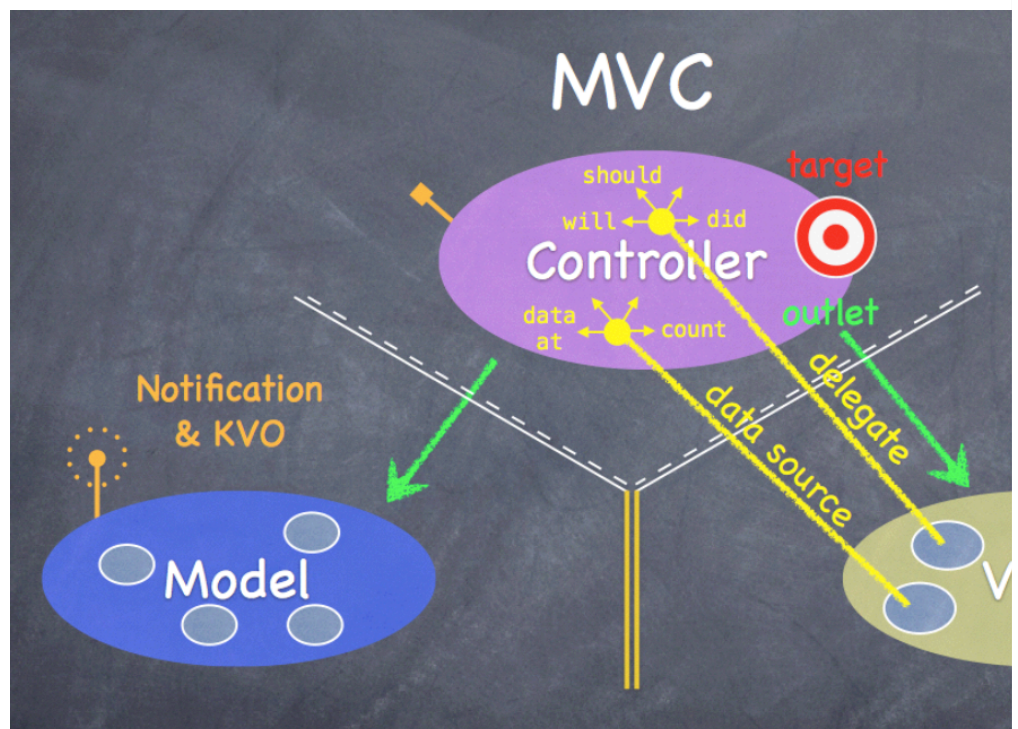 MVC
should
target
will
did
Controller
data
at
count
outlet
Notification
& KVO
delegate
data source
Model
V